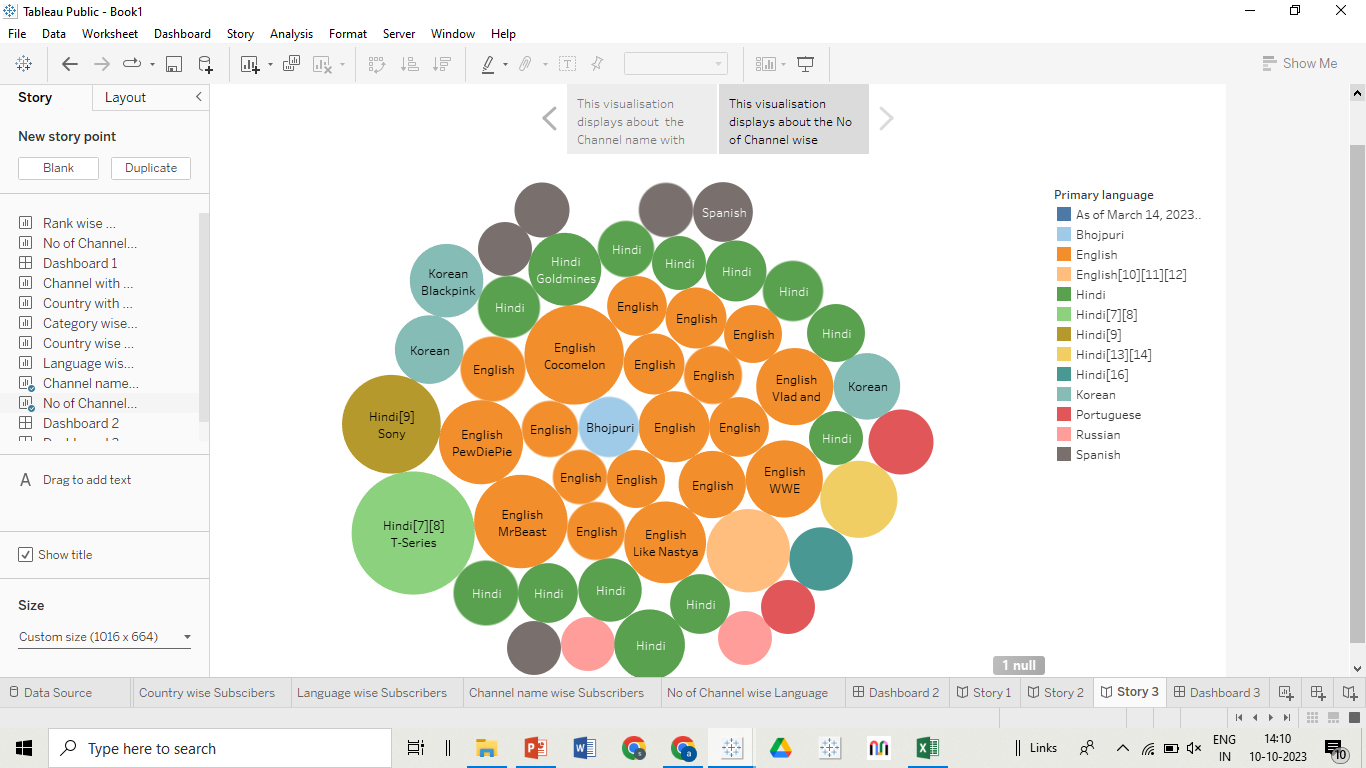 Tableau Public - Book1
File Data Worksheet Dashboard Story Analysis Format Server Window Help
Show Me
Story Layout
New story point
Blank Duplicate
Rank wise ...
No of Channel...
Dashboard 1
Channel with ...
Country with ...
Category wise...
Country wise ...
Language wis...
Channel name...
No of Channel...
Dashboard 2
A Drag to add text
Show title
Size
Custom size (1016 x 664)
This visualisation
displays about the
Channel name with
This visualisation
displays about the No
of Channel wise
Spanish
Hindi
Hindi
Goldmines
Hindi
Hindi
Korean
Blackpink
Hindi
Hindi
English
English
English
Hindi
Korean
English
Cocomelon
English
English
English
English
Vlad and
Korean
Hindi[9]
Sony
English
PewDiePie
English
Bhojpuri
English
English
Hindi
English
English
English
English
WWE
Hindi[7][8]
T-Series
English
MrBeast
English
English
Like Nastya
Hindi
Hindi
Hindi
Hindi
Hindi
Primary language
As of March 14, 2023..
Bhojpuri
English
English[10][11][12]
Hindi
Hindi[7][8]
Hindi[9]
Hindi[13][14]
Hindi[16]
Korean
Portuguese
Russian
Spanish
1 null
Data Source Country wise Subscibers Language wise Subscribers Channel name wise Subscribers No of Channel wise Language Dashboard 2 Story 1 Story 2 Story 3 Dashboard 3
Type here to search
Links
ENG
IN
14:10
10-10-2023
10